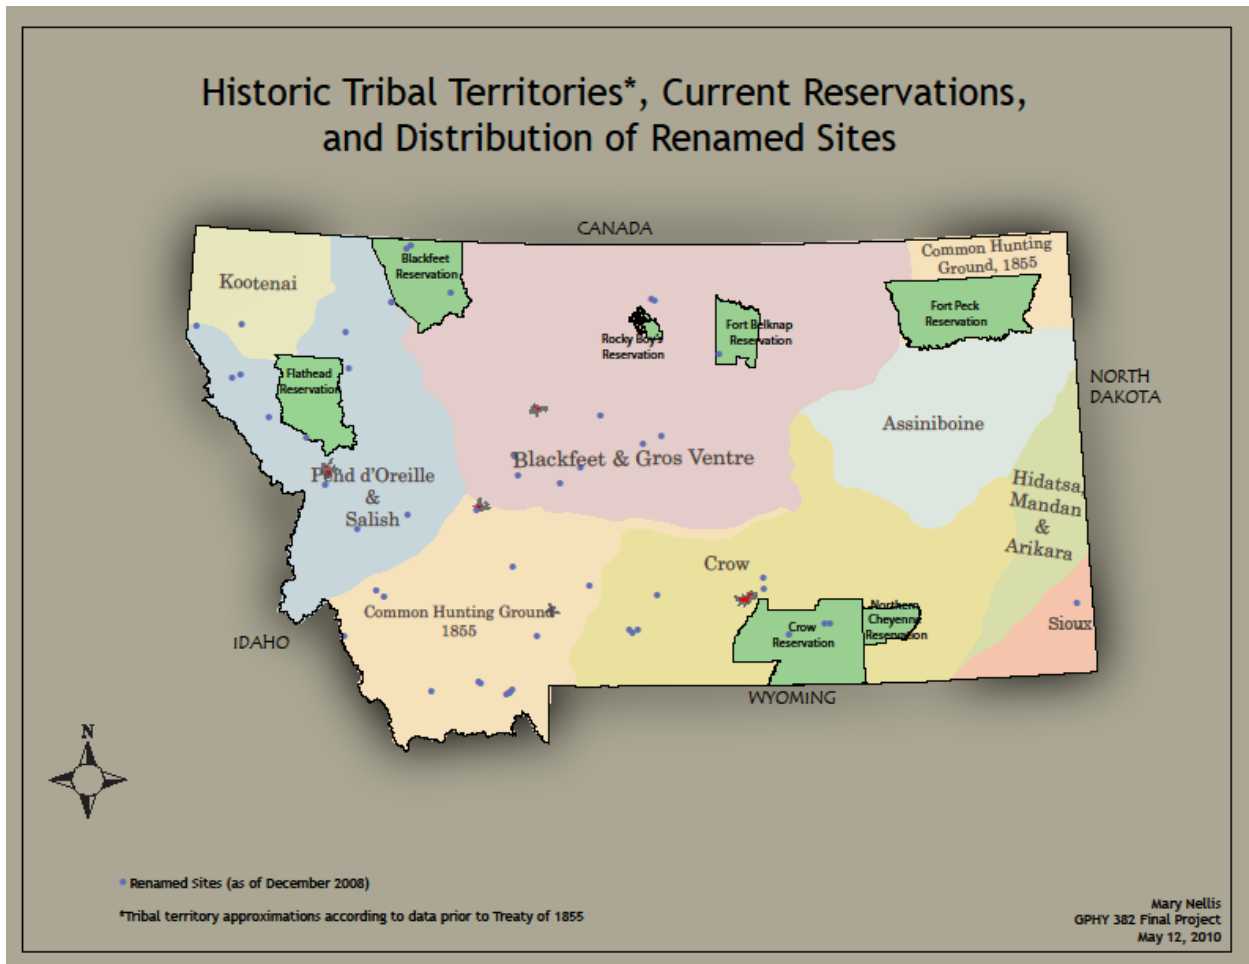 Historic Tribal Territories*, Current Reservations,
and Distribution of Renamed Sites
CANADA
Common Hunting
Ground, 1855
Blackfeet
Reservation
Kootenai
Fort Peck
Reservation
Fort Belknap
Reservation
Rocky Boy's
Reservation
Flathead
Reservation
NORTH
DAKOTA
Assiniboine
Blackfeet & Gros Ventre
Pend d'Oreille
&
Salish
Hidatsa
Mandan
&
Arikara
Crow
Common Hunting Ground
1855
Northern
Cheyenne
Reservation
Crow
Reservation
Sioux
IDAHO
WYOMING
N
Renamed Sites (as of December 2008)
*Tribal territory approximations according to data prior to Treaty of 1855
Mary Nellis
GPHY 382 Final Project
May 12, 2010